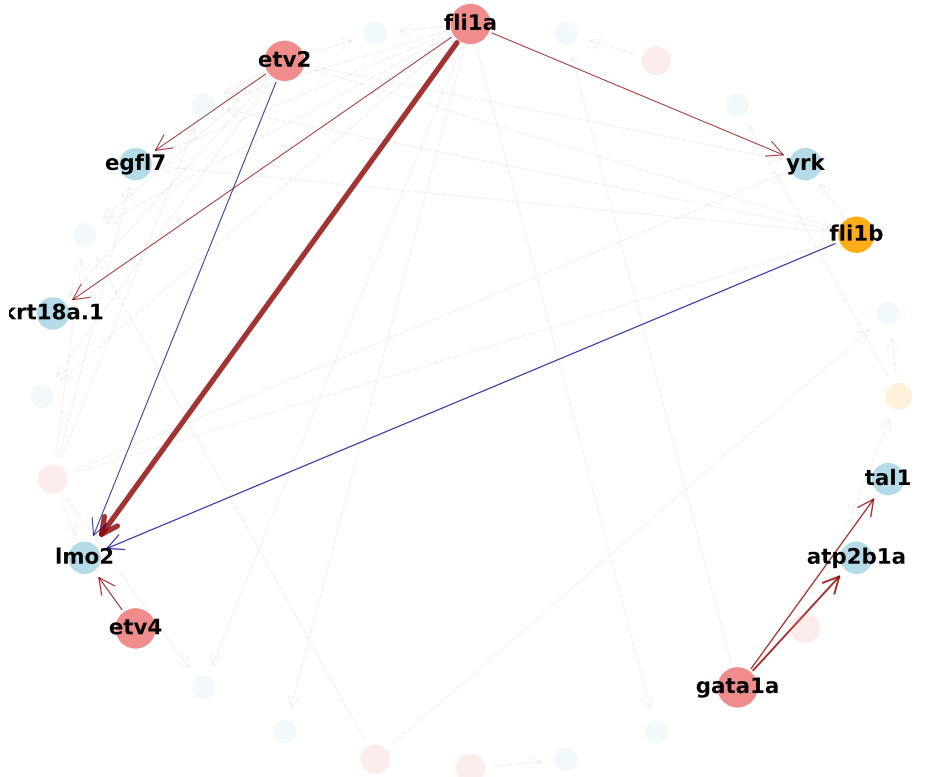 fli1a
etv2
egfl7
yrk
fli1b
krt18a.1
tal1
lmo2
atp2b1a
etv4
gata1a